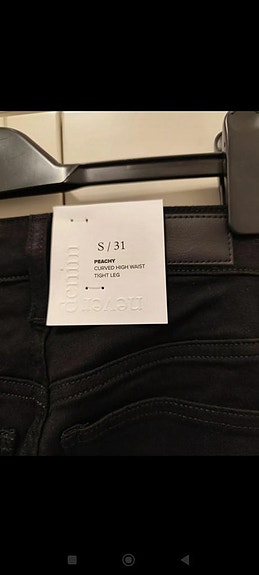 S / 31
PEACHY
CURVED HIGH WAIST
TIGHT LEG
denim
never